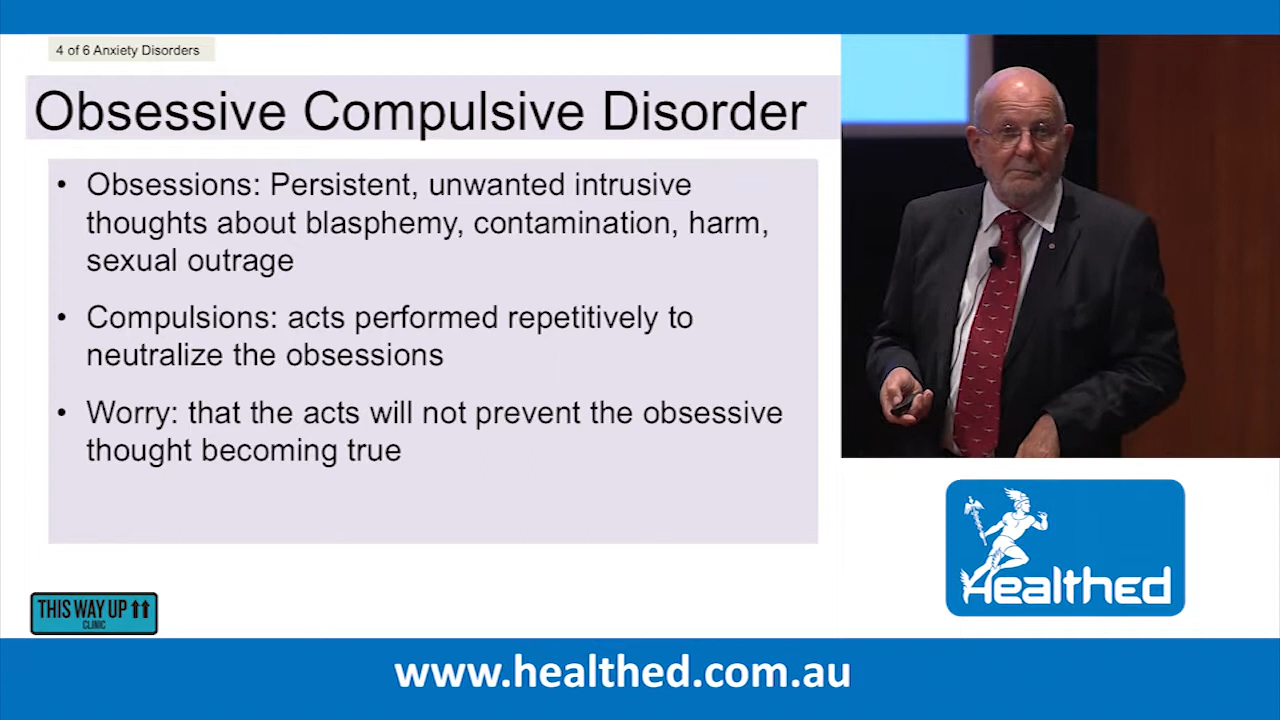 4 of 6 Anxiety Disorders
Obsessive Compulsive Disorder
• Obsessions: Persistent, unwanted intrusive
thoughts about blasphemy, contamination, harm,
sexual outrage
• Compulsions: acts performed repetitively to
neutralize the obsessions
• Worry: that the acts will not prevent the obsessive
thought becoming true
THIS WAY UP
CLINIC
Healthed
www.healthed.com.au